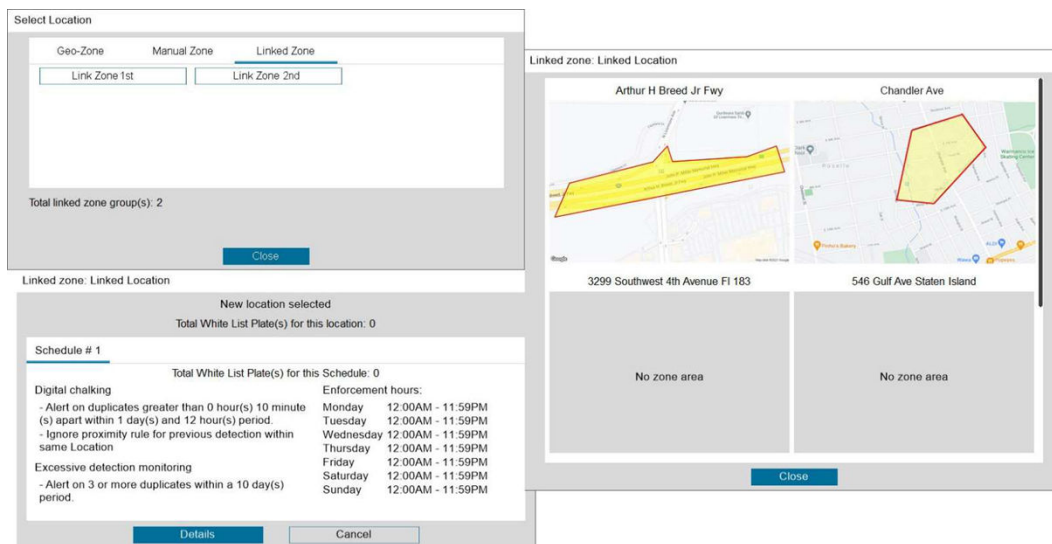 Select Location
Geo-Zone Manual Zone Linked Zone
Link Zone 1st Link Zone 2nd
Total linked zone group(s): 2
Close
Linked zone: Linked Location
New location selected
Total White List Plate(s) for this location: 0
Schedule # 1
Total White List Plate(s) for this Schedule: 0
Digital chalking
- Alert on duplicates greater than 0 hour(s) 10 minute
(s) apart within 1 day(s) and 12 hour(s) period.
- Ignore proximity rule for previous detection within
same Location
Excessive detection monitoring
- Alert on 3 or more duplicates within a 10 day(s)
period.
Enforcement hours:
Monday 12:00AM - 11:59PM
Tuesday 12:00AM - 11:59PM
Wednesday 12:00AM - 11:59PM
Thursday 12:00AM - 11:59PM
Friday 12:00AM - 11:59PM
Saturday 12:00AM - 11:59PM
Sunday 12:00AM - 11:59PM
Details Cancel
Linked zone: Linked Location
Arthur H Breed Jr Fwy Chandler Ave
Google
Roselle
Warinanco Ice
Skating Center
ALDI
3299 Southwest 4th Avenue Fl 183 546 Gulf Ave Staten Island
No zone area No zone area
Close